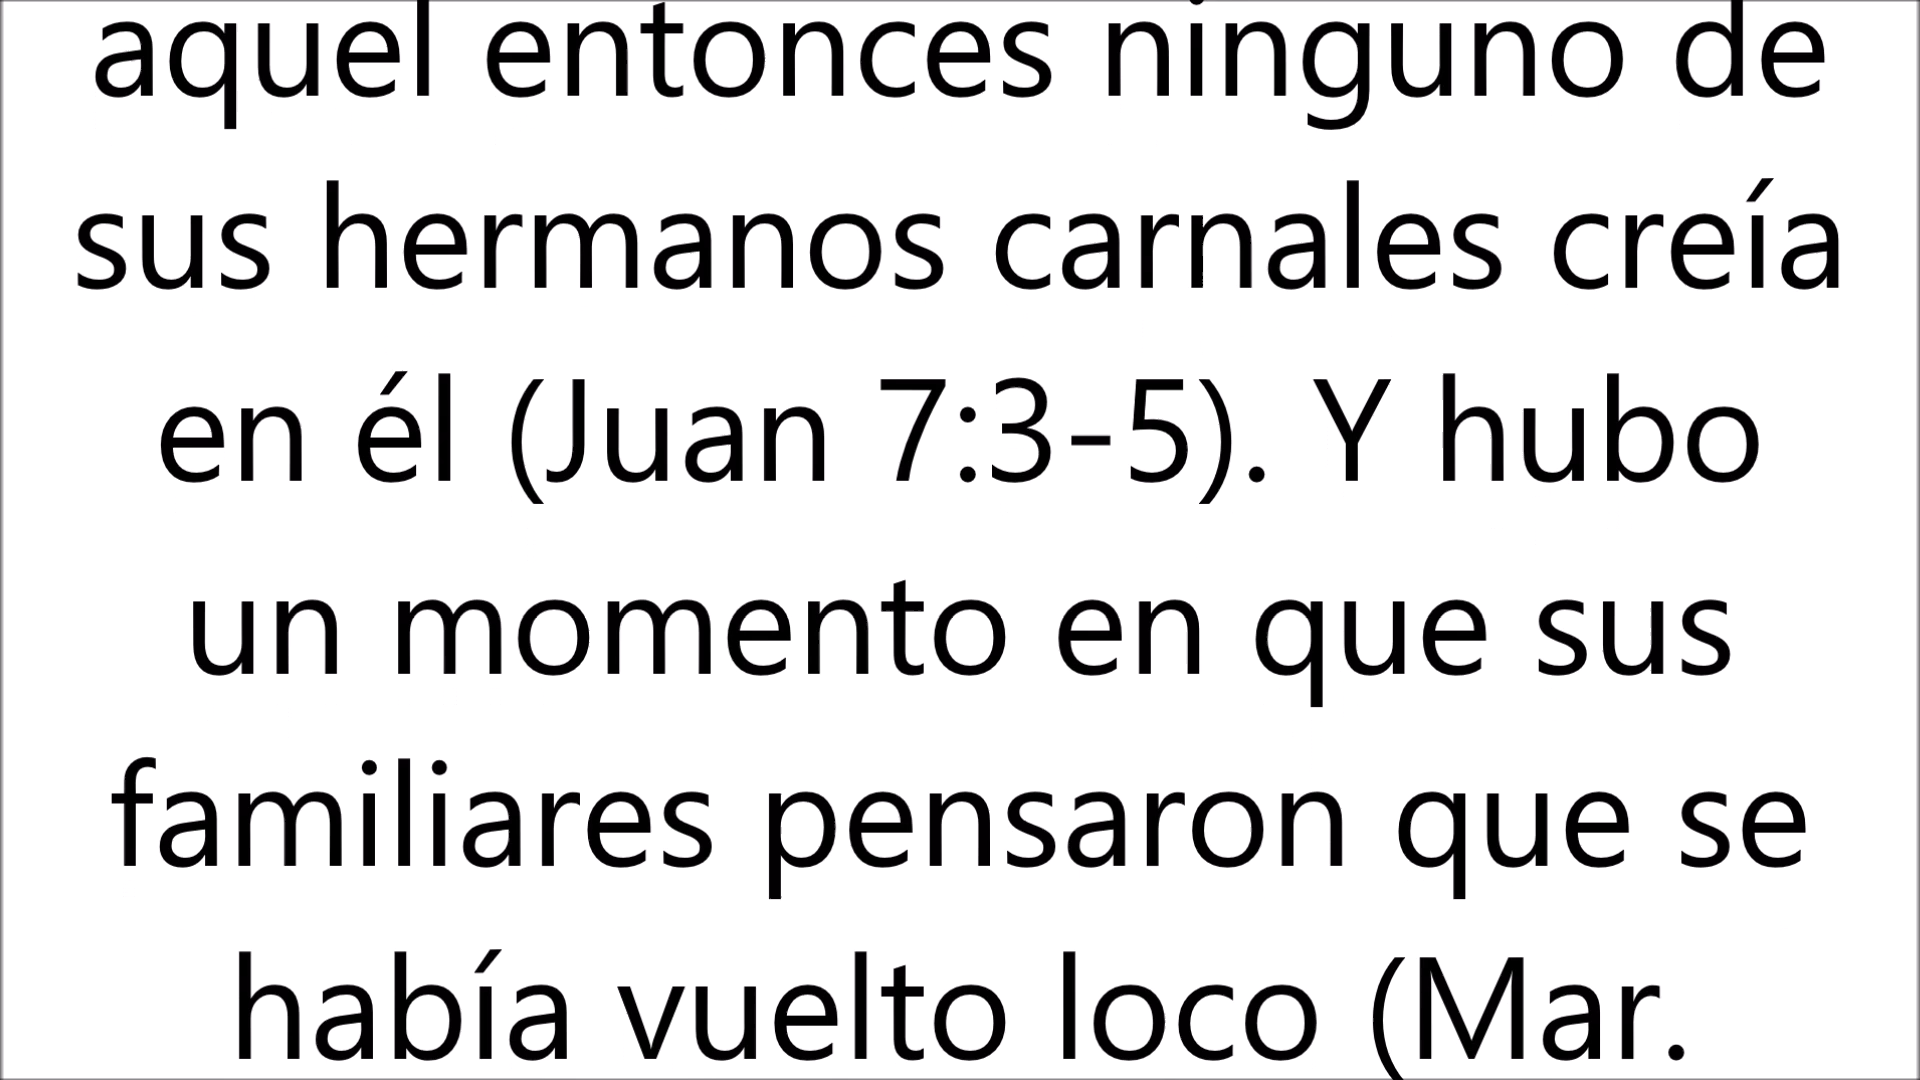 aquel entonces ninguno de
sus hermanos carnales creía
en él (Juan 7:3-5). Y hubo
un momento en que sus
familiares pensaron que se
había vuelto loco (Mar.